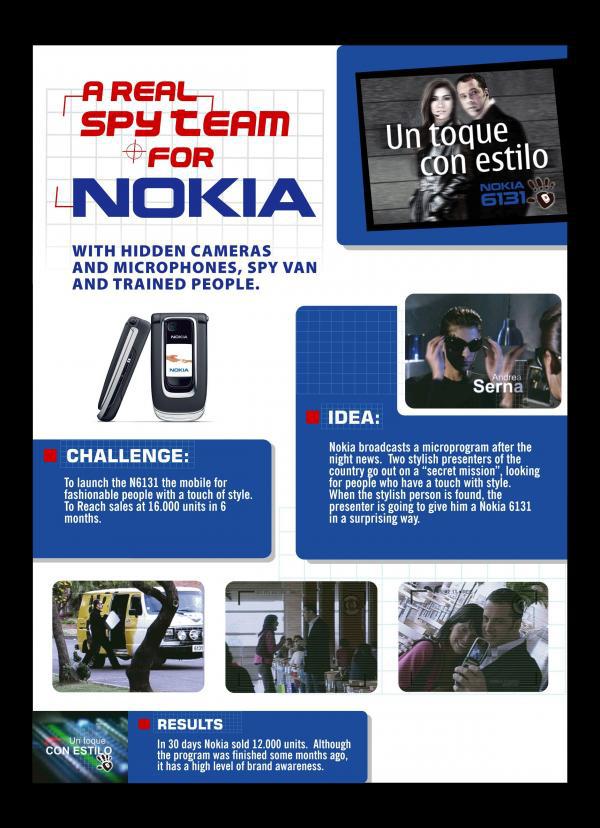 A REAL
SPY TEAM
FOR
NOKIA
WITH HIDDEN CAMERAS
AND MICROPHONES, SPY VAN
AND TRAINED PEOPLE.
Un toque
con estilo
NOKIA
6131
NOKIA
NOKIA
Andrea
Serna
CHALLENGE:
To launch the N6131 the mobile for
fashionable people with a touch of style.
To Reach sales at 16.000 units in 6
months.
IDEA:
Nokia broadcasts a microprogram after the
night news. Two stylish presenters of the
country go out on a “secret mission”, looking
for people who have a touch with style.
When the stylish person is found, the
presenter is going to give him a Nokia 6131
in a surprising way.
Un toque
CON ESTILO
RESULTS
In 30 days Nokia sold 12.000 units. Although
the program was finished some months ago,
it has a high level of brand awareness.